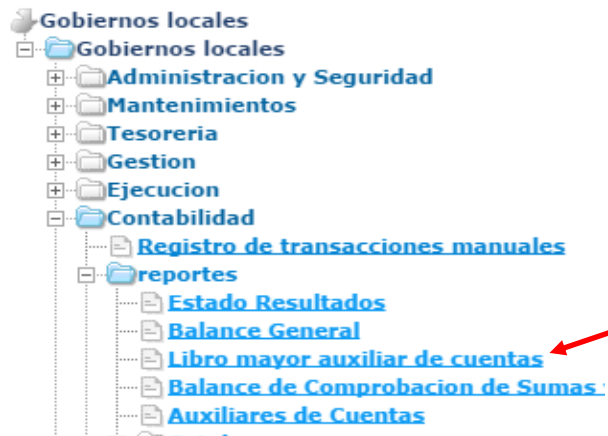 Gobiernos locales
Gobiernos locales
Administracion y Seguridad
Mantenimientos
Tesoreria
Gestion
Ejecucion
Contabilidad
Registro de transacciones manuales
reportes
Estado Resultados
Balance General
Libro mayor auxiliar de cuentas
Balance de Comprobacion de Sumas
Auxiliares de Cuentas